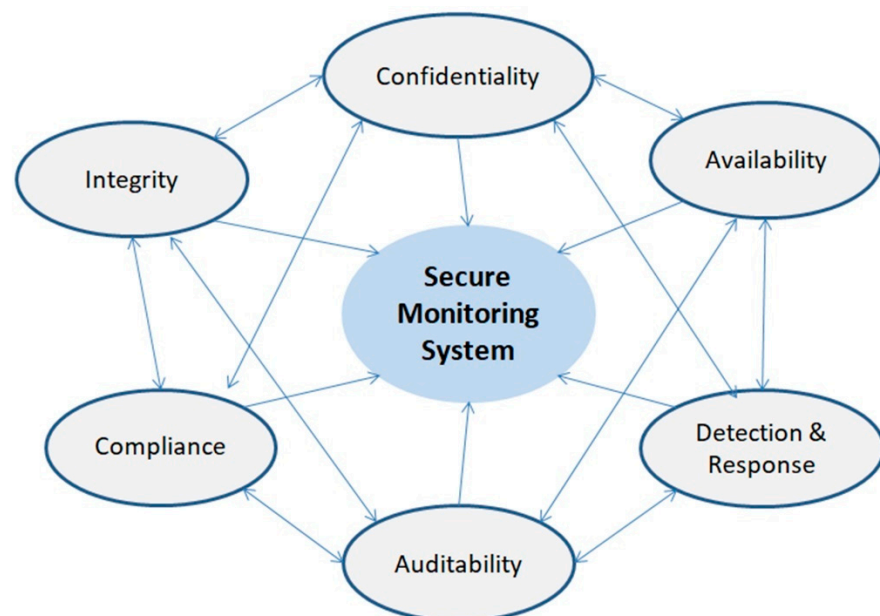 Confidentiality
Integrity
Availability
Secure
Monitoring
System
Compliance
Detection &
Response
Auditability